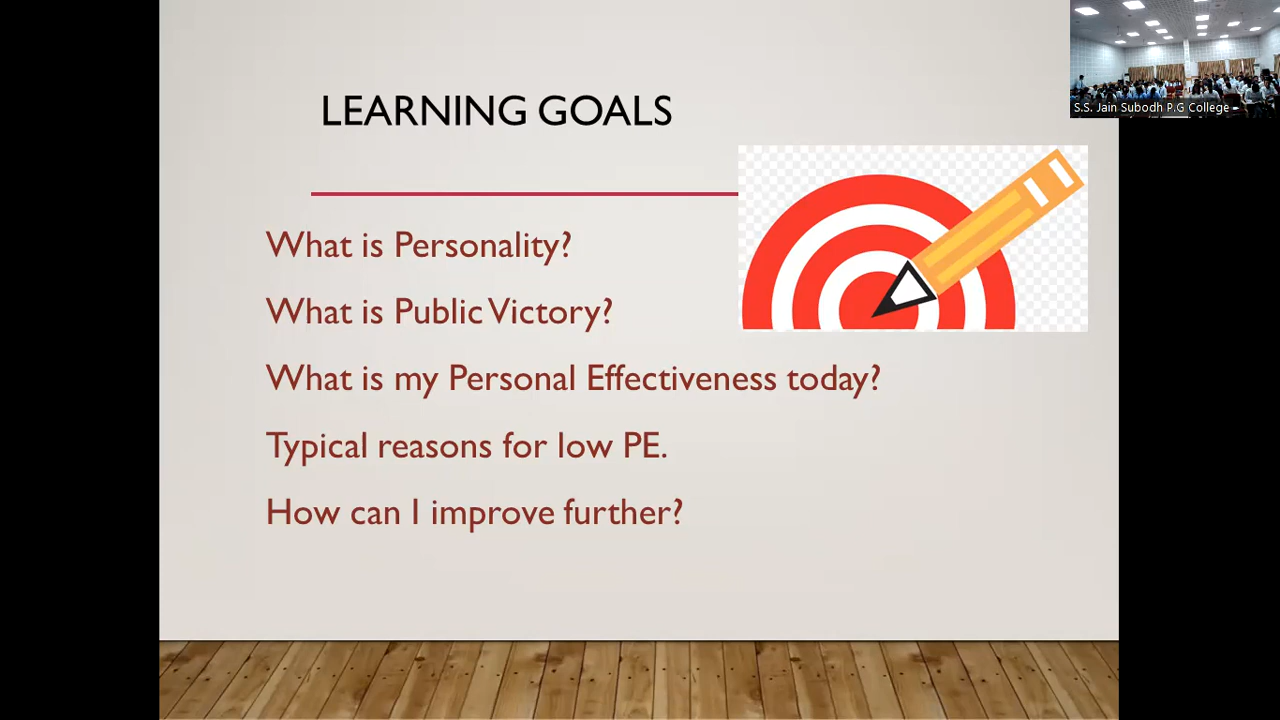 LEARNING GOALS
What is Personality?
What is Public Victory?
What is my Personal Effectiveness today?
Typical reasons for low PE.
How can I improve further?
S.S. Jain Subodh P.G College